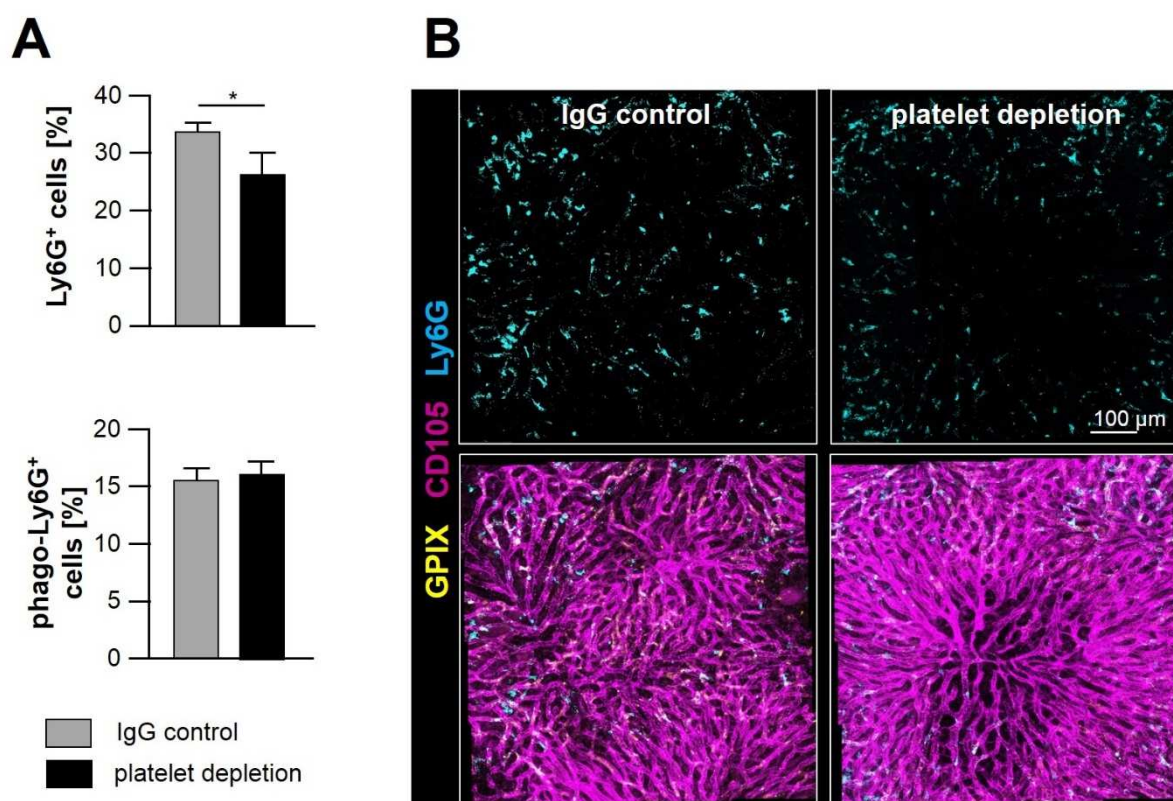 A
Ly6G⁺ cells [%]
40
30
20
10
0
*
phago-Ly6G⁺
cells [%]
20
15
10
5
0
IgG control
platelet depletion
B
GPIX CD105 Ly6G
IgG control
platelet depletion
100 µm